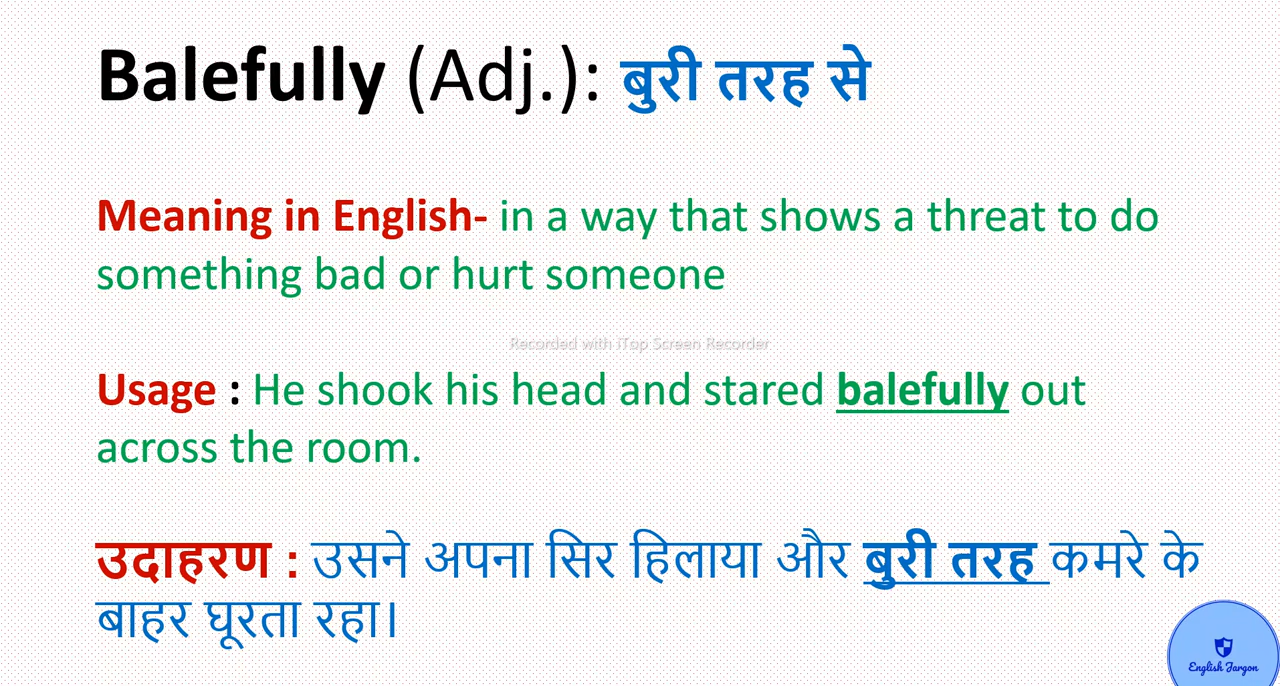 Balefully (Adj.): बुरी तरह से
Meaning in English- in a way that shows a threat to do
something bad or hurt someone
Recorded with iTop Screen Recorder
Usage : He shook his head and stared balefully out
across the room.
उदाहरण : उसने अपना सिर हिलाया और बुरी तरह कमरे के
बाहर घूरता रहा।
English Jargon